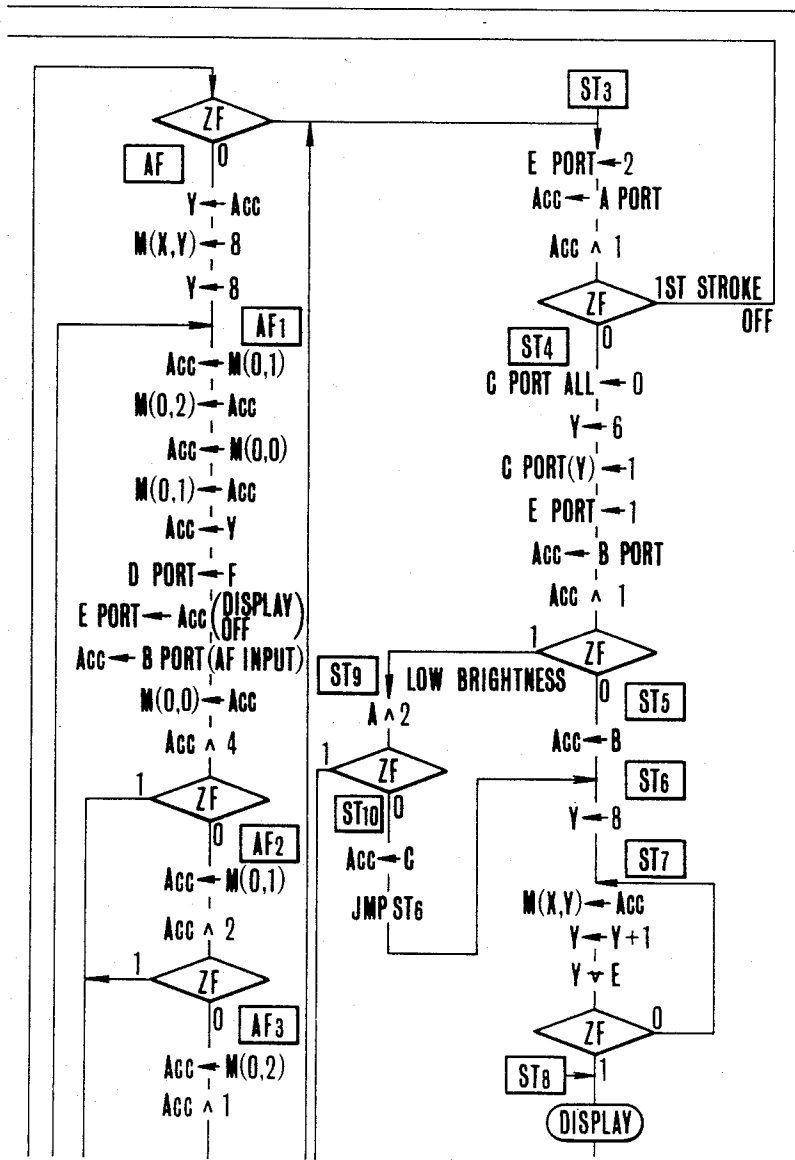 ZF
0
AF
Y←Acc
M(X,Y)←8
Y←8
AF1
Acc←M(0,1)
M(0,2)←Acc
Acc←M(0,0)
M(0,1)←Acc
Acc←Y
D PORT←F
E PORT←Acc(DISPLAY OFF)
Acc←B PORT(AF INPUT)
M(0,0)←Acc
Acc ∧ 4
1
ZF
0
AF2
Acc←M(0,1)
Acc ∧ 2
1
ZF
0
AF3
Acc←M(0,2)
Acc ∧ 1
ST3
E PORT←2
Acc←A PORT
Acc ∧ 1
ZF
1ST STROKE
OFF
0
ST4
C PORT ALL←0
Y←6
C PORT(Y)←1
E PORT←1
Acc←B PORT
Acc ∧ 1
1
ZF
LOW BRIGHTNESS
0
ST9
A∧2
1
ZF
0
ST10
Acc←C
JMP ST6
ST5
Acc←B
ST6
Y←8
ST7
M(X,Y)←Acc
Y←Y+1
Y⊻E
ZF
0
1
ST8
DISPLAY